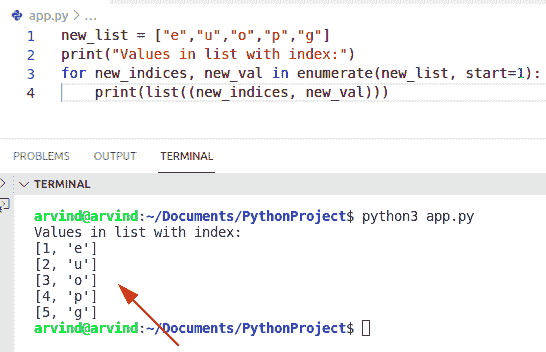 app.py > ...
1 new_list = ["e","u","o","p","g"]
2 print("Values in list with index:")
3 for new_indices, new_val in enumerate(new_list, start=1):
4     print(list((new_indices, new_val)))
PROBLEMS OUTPUT TERMINAL
TERMINAL
arvind@arvind:~/Documents/PythonProject$ python3 app.py
Values in list with index:
[1, 'e']
[2, 'u']
[3, 'o']
[4, 'p']
[5, 'g']
arvind@arvind:~/Documents/PythonProject$